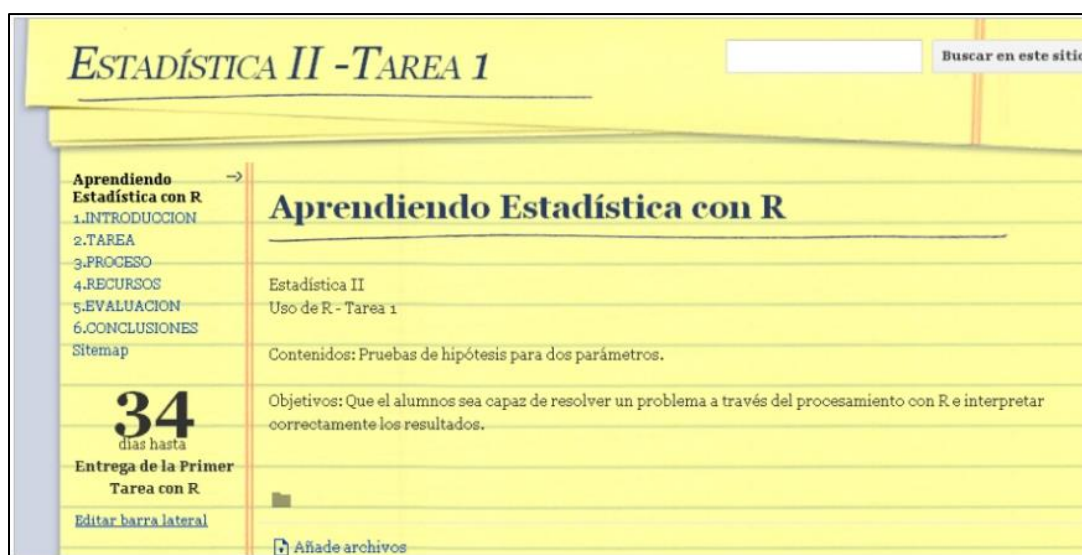 ESTADÍSTICA II -TAREA 1
Buscar en este sitio
Aprendiendo
Estadística con R
1.INTRODUCCION
2.TAREA
3.PROCESO
4.RECURSOS
5.EVALUACION
6.CONCLUSIONES
Sitemap
34
días hasta
Entrega de la Primer
Tarea con R
Editar barra lateral
Aprendiendo Estadística con R
Estadística II
Uso de R - Tarea 1
Contenidos: Pruebas de hipótesis para dos parámetros.
Objetivos: Que el alumnos sea capaz de resolver un problema a través del procesamiento con R e interpretar
correctamente los resultados.
Añade archivos